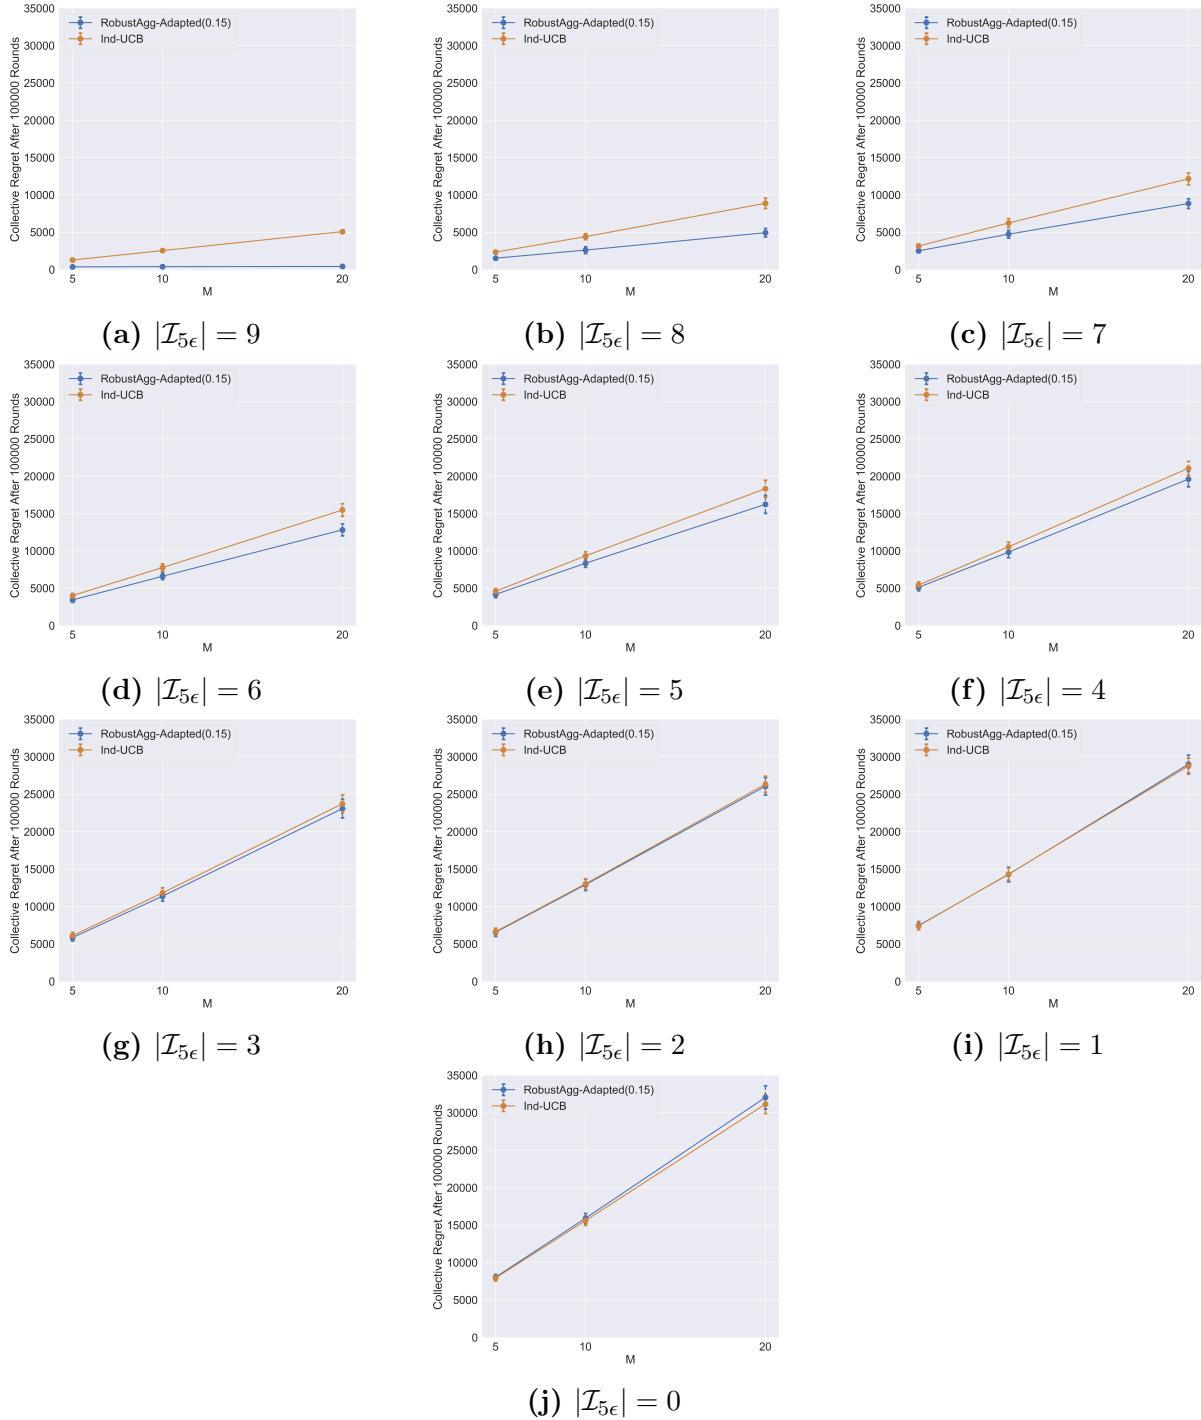 35000
30000
25000
20000
15000
10000
5000
0
Collective Regret After 100000 Rounds
RobustAgg-Adapted(0.15)
Ind-UCB
5 10 20
M
(a) |ℐ₅ϵ| = 9
35000
30000
25000
20000
15000
10000
5000
0
Collective Regret After 100000 Rounds
RobustAgg-Adapted(0.15)
Ind-UCB
5 10 20
M
(b) |ℐ₅ϵ| = 8
35000
30000
25000
20000
15000
10000
5000
0
Collective Regret After 100000 Rounds
RobustAgg-Adapted(0.15)
Ind-UCB
5 10 20
M
(c) |ℐ₅ϵ| = 7
35000
30000
25000
20000
15000
10000
5000
0
Collective Regret After 100000 Rounds
RobustAgg-Adapted(0.15)
Ind-UCB
5 10 20
M
(d) |ℐ₅ϵ| = 6
35000
30000
25000
20000
15000
10000
5000
0
Collective Regret After 100000 Rounds
RobustAgg-Adapted(0.15)
Ind-UCB
5 10 20
M
(e) |ℐ₅ϵ| = 5
35000
30000
25000
20000
15000
10000
5000
0
Collective Regret After 100000 Rounds
RobustAgg-Adapted(0.15)
Ind-UCB
5 10 20
M
(f) |ℐ₅ϵ| = 4
35000
30000
25000
20000
15000
10000
5000
0
Collective Regret After 100000 Rounds
RobustAgg-Adapted(0.15)
Ind-UCB
5 10 20
M
(g) |ℐ₅ϵ| = 3
35000
30000
25000
20000
15000
10000
5000
0
Collective Regret After 100000 Rounds
RobustAgg-Adapted(0.15)
Ind-UCB
5 10 20
M
(h) |ℐ₅ϵ| = 2
35000
30000
25000
20000
15000
10000
5000
0
Collective Regret After 100000 Rounds
RobustAgg-Adapted(0.15)
Ind-UCB
5 10 20
M
(i) |ℐ₅ϵ| = 1
35000
30000
25000
20000
15000
10000
5000
0
Collective Regret After 100000 Rounds
RobustAgg-Adapted(0.15)
Ind-UCB
5 10 20
M
(j) |ℐ₅ϵ| = 0